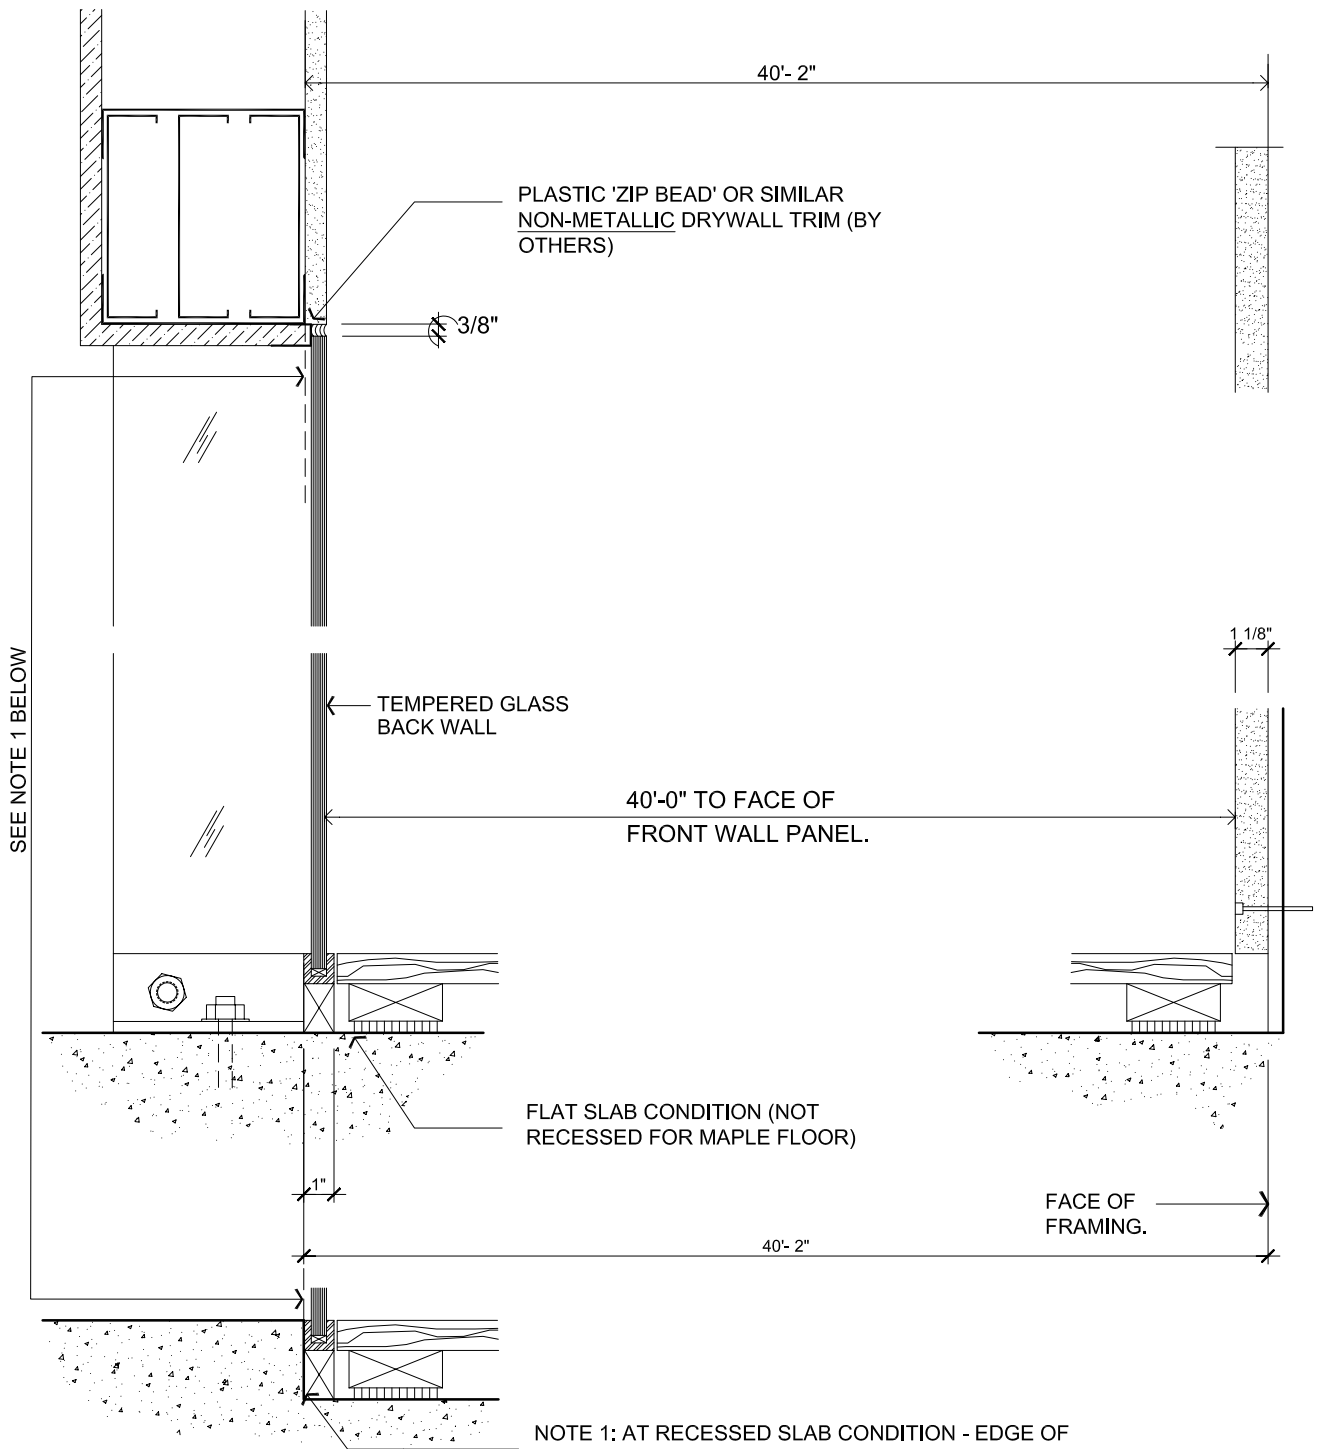 40'- 2"
PLASTIC 'ZIP BEAD' OR SIMILAR
NON-METALLIC DRYWALL TRIM (BY
OTHERS)
3/8"
SEE NOTE 1 BELOW
1 1/8"
TEMPERED GLASS
BACK WALL
40'-0" TO FACE OF
FRONT WALL PANEL.
FLAT SLAB CONDITION (NOT
RECESSED FOR MAPLE FLOOR)
1"
FACE OF
FRAMING.
40'- 2"
NOTE 1: AT RECESSED SLAB CONDITION - EDGE OF